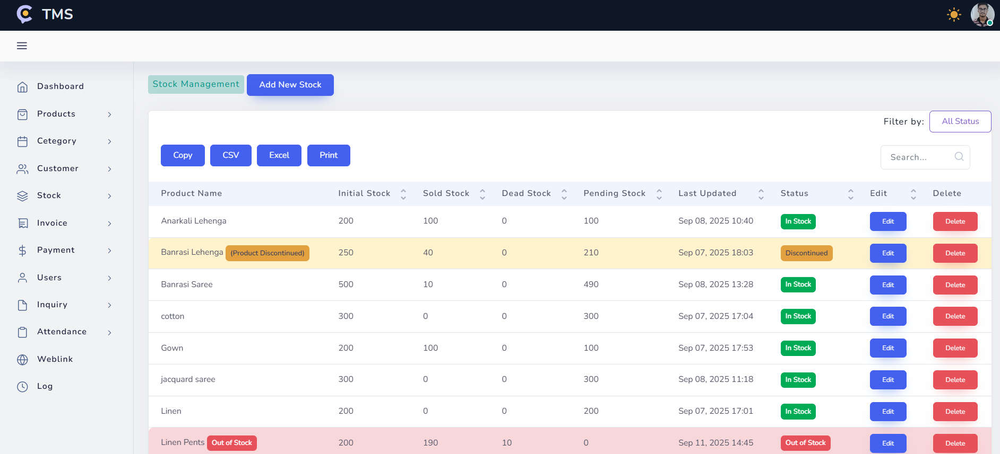 TMS
Dashboard
Products
Cetegory
Customer
Stock
Invoice
Payment
Users
Inquiry
Attendance
Weblink
Log
Stock Management Add New Stock
Filter by: All Status
Copy CSV Excel Print Search...
Product Name Initial Stock Sold Stock Dead Stock Pending Stock Last Updated Status Edit Delete
Anarkali Lehenga 200 100 0 100 Sep 08, 2025 10:40 In Stock Edit Delete
Banrasi Lehenga (Product Discontinued) 250 40 0 210 Sep 07, 2025 18:03 Discontinued Edit Delete
Banrasi Saree 500 10 0 490 Sep 08, 2025 13:28 In Stock Edit Delete
cotton 300 0 0 300 Sep 07, 2025 17:04 In Stock Edit Delete
Gown 200 100 0 100 Sep 07, 2025 17:53 In Stock Edit Delete
jacquard saree 300 0 0 300 Sep 08, 2025 11:18 In Stock Edit Delete
Linen 200 0 0 200 Sep 07, 2025 17:01 In Stock Edit Delete
Linen Pents Out of Stock 200 190 10 0 Sep 11, 2025 14:45 Out of Stock Edit Delete